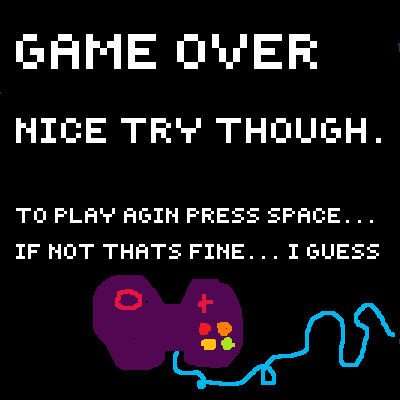 GAME OVER
NICE TRY THOUGH.
TO PLAY AGIN PRESS SPACE...
IF NOT THATS FINE... I GUESS